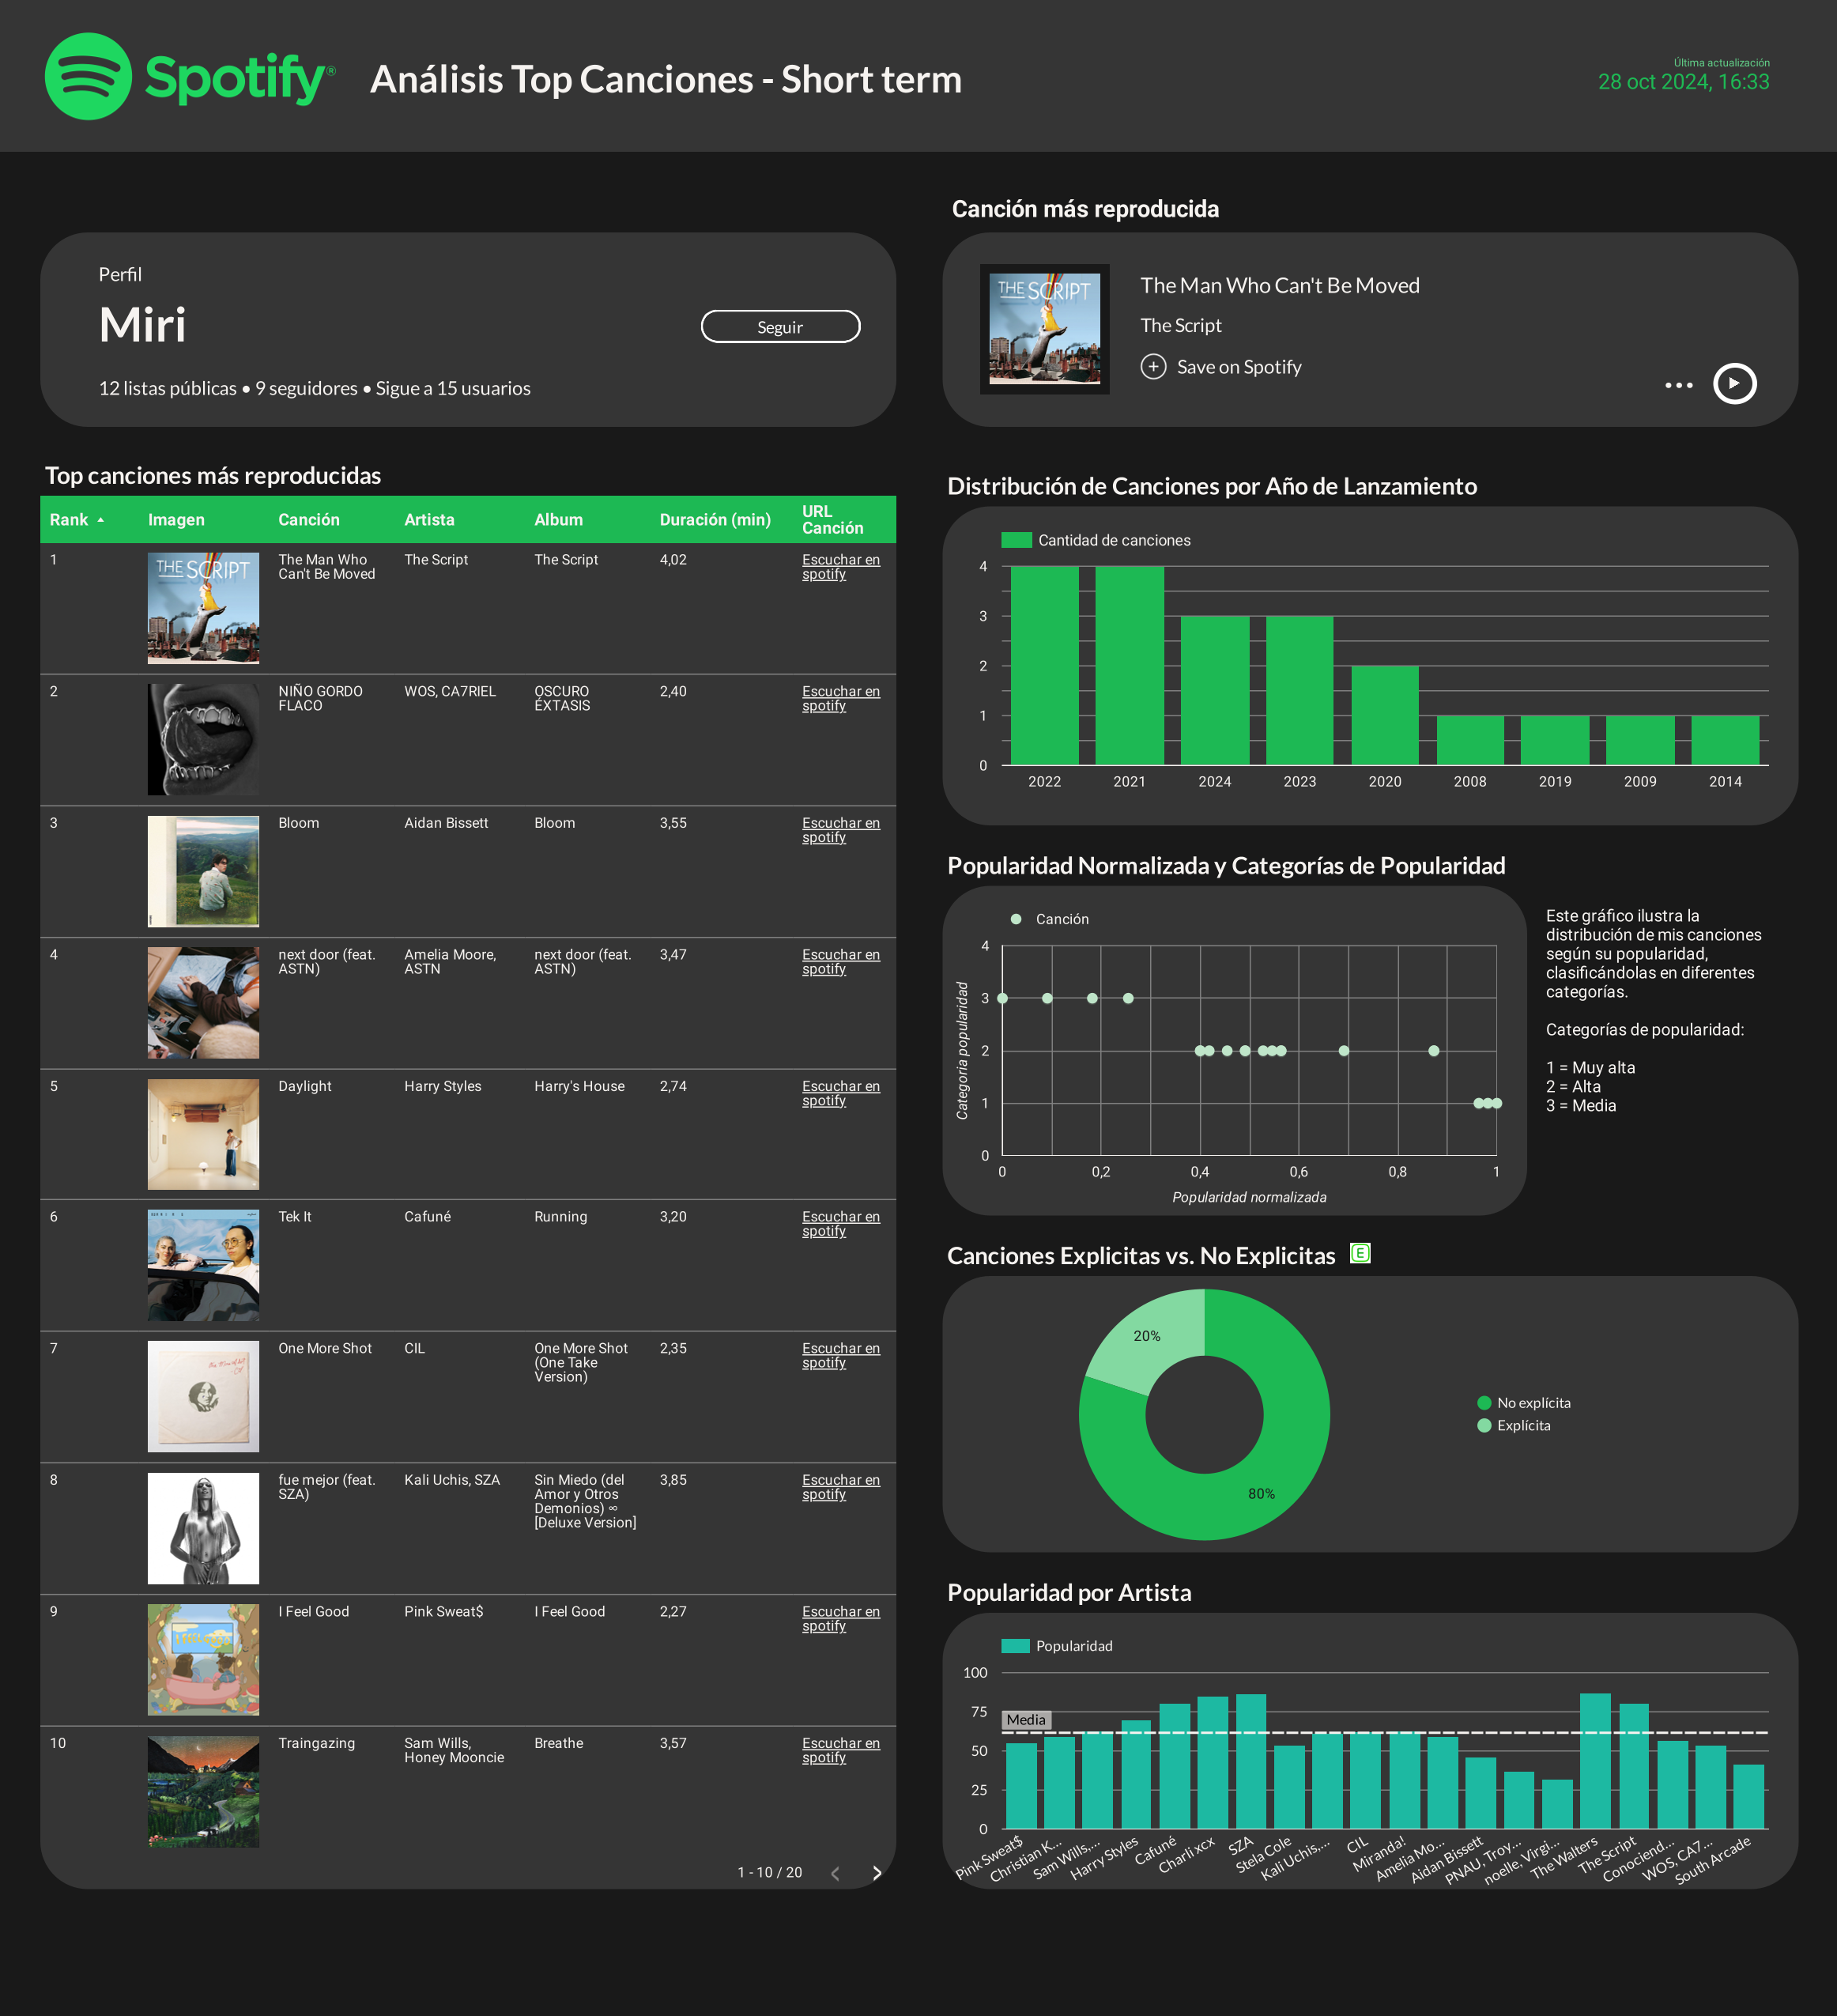 Spotify®
Análisis Top Canciones - Short term
Última actualización
28 oct 2024, 16:33
Perfil
Miri
Seguir
12 listas públicas • 9 seguidores • Sigue a 15 usuarios
Canción más reproducida
THE SCRIPT
The Man Who Can't Be Moved
The Script
Save on Spotify
Top canciones más reproducidas
Rank Imagen Canción Artista Album Duración (min) URL
Canción
1 THE SCRIPT The Man Who The Script The Script 4,02 Escuchar en
Can't Be Moved spotify
2 NIÑO GORDO WOS, CA7RIEL OSCURO 2,40 Escuchar en
FLACO ÉXTASIS spotify
3 Bloom Aidan Bissett Bloom 3,55 Escuchar en
spotify
4 next door (feat. Amelia Moore, next door (feat. 3,47 Escuchar en
ASTN) ASTN ASTN) spotify
5 Daylight Harry Styles Harry's House 2,74 Escuchar en
spotify
6 Tek It Cafuné Running 3,20 Escuchar en
spotify
7 One More Shot CIL One More Shot 2,35 Escuchar en
(One Take spotify
Version)
8 fue mejor (feat. Kali Uchis, SZA Sin Miedo (del 3,85 Escuchar en
SZA) Amor y Otros spotify
Demonios) ∞
[Deluxe Version]
9 I Feel Good Pink Sweat$ I Feel Good 2,27 Escuchar en
spotify
10 Traingazing Sam Wills, Breathe 3,57 Escuchar en
Honey Mooncie spotify
1 - 10 / 20
Distribución de Canciones por Año de Lanzamiento
Cantidad de canciones
4
3
2
1
0
2022 2021 2024 2023 2020 2008 2019 2009 2014
Popularidad Normalizada y Categorías de Popularidad
Canción
Categoria popularidad
4
3
2
1
0
0 0,2 0,4 0,6 0,8 1
Popularidad normalizada
Este gráfico ilustra la
distribución de mis canciones
según su popularidad,
clasificándolas en diferentes
categorías.
Categorías de popularidad:
1 = Muy alta
2 = Alta
3 = Media
Canciones Explicitas vs. No Explicitas E
20%
80%
No explícita
Explícita
Popularidad por Artista
Popularidad
100
75
Media
50
25
0
Pink Sweat$ Christian K... Sam Wills,... Harry Styles Cafuné Charli xcx SZA Stela Cole Kali Uchis,... CIL Miranda! Amelia Mo... Aidan Bissett PNAU, Troy... noelle, Virgi... The Walters The Script Conociend... WOS, CA7... South Arcade